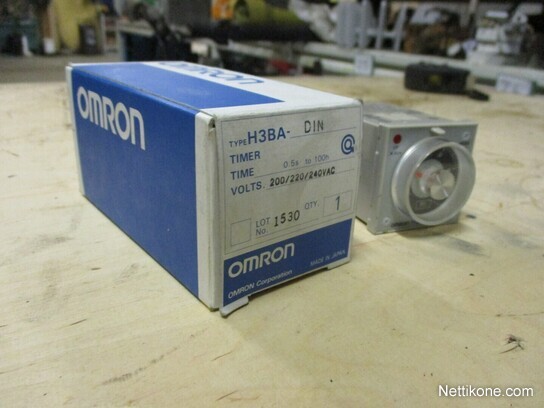 OMRON
OMRON
TYPE H3BA- DIN
TIMER
TIME 0.5s to 100h
VOLTS. 200/220/240VAC
LOT No. 1530 QTY. 1
OMRON
MADE IN JAPAN
OMRON Corporation
Nettikone.com